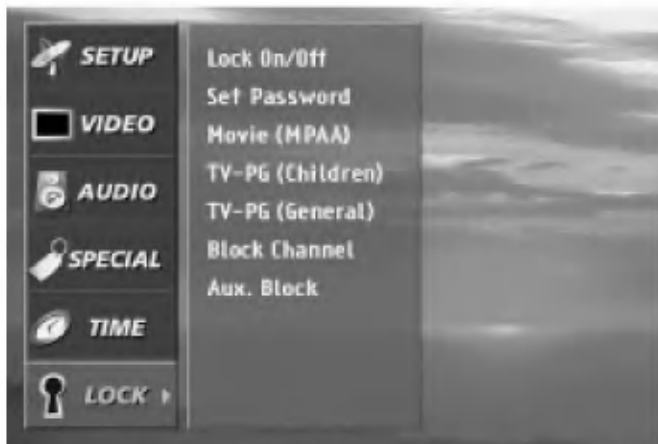 SETUP
VIDEO
AUDIO
SPECIAL
TIME
LOCK
Lock On/Off
Set Password
Movie (MPAA)
TV-PG (Children)
TV-PG (General)
Block Channel
Aux. Block